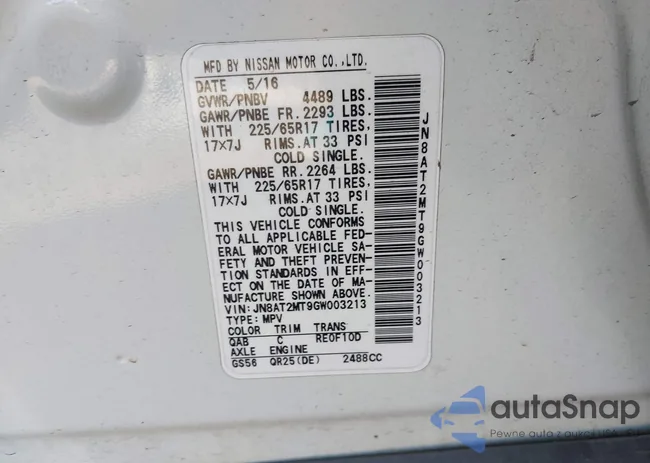 MFD BY NISSAN MOTOR CO.,LTD.
DATE 5/16
GVWR/PNBV 4489 LBS.
GAWR/PNBE FR. 2293 LBS.
WITH 225/65R17 TIRES,
17×7J RIMS.AT 33 PSI
COLD SINGLE.
GAWR/PNBE RR. 2264 LBS.
WITH 225/65R17 TIRES,
17×7J RIMS.AT 33 PSI
COLD SINGLE.
THIS VEHICLE CONFORMS
TO ALL APPLICABLE FED-
ERAL MOTOR VEHICLE SA-
FETY AND THEFT PREVEN-
TION STANDARDS IN EFF-
ECT ON THE DATE OF MA-
NUFACTURE SHOWN ABOVE.
VIN:JN8AT2MT9GW003213
TYPE:MPV
COLOR TRIM TRANS
QAB C RE0F10D
AXLE ENGINE
GS56 QR25(DE) 2488CC
JN8AT2MT9GW003213
autaSnap
Pewne auta z aukcji USA